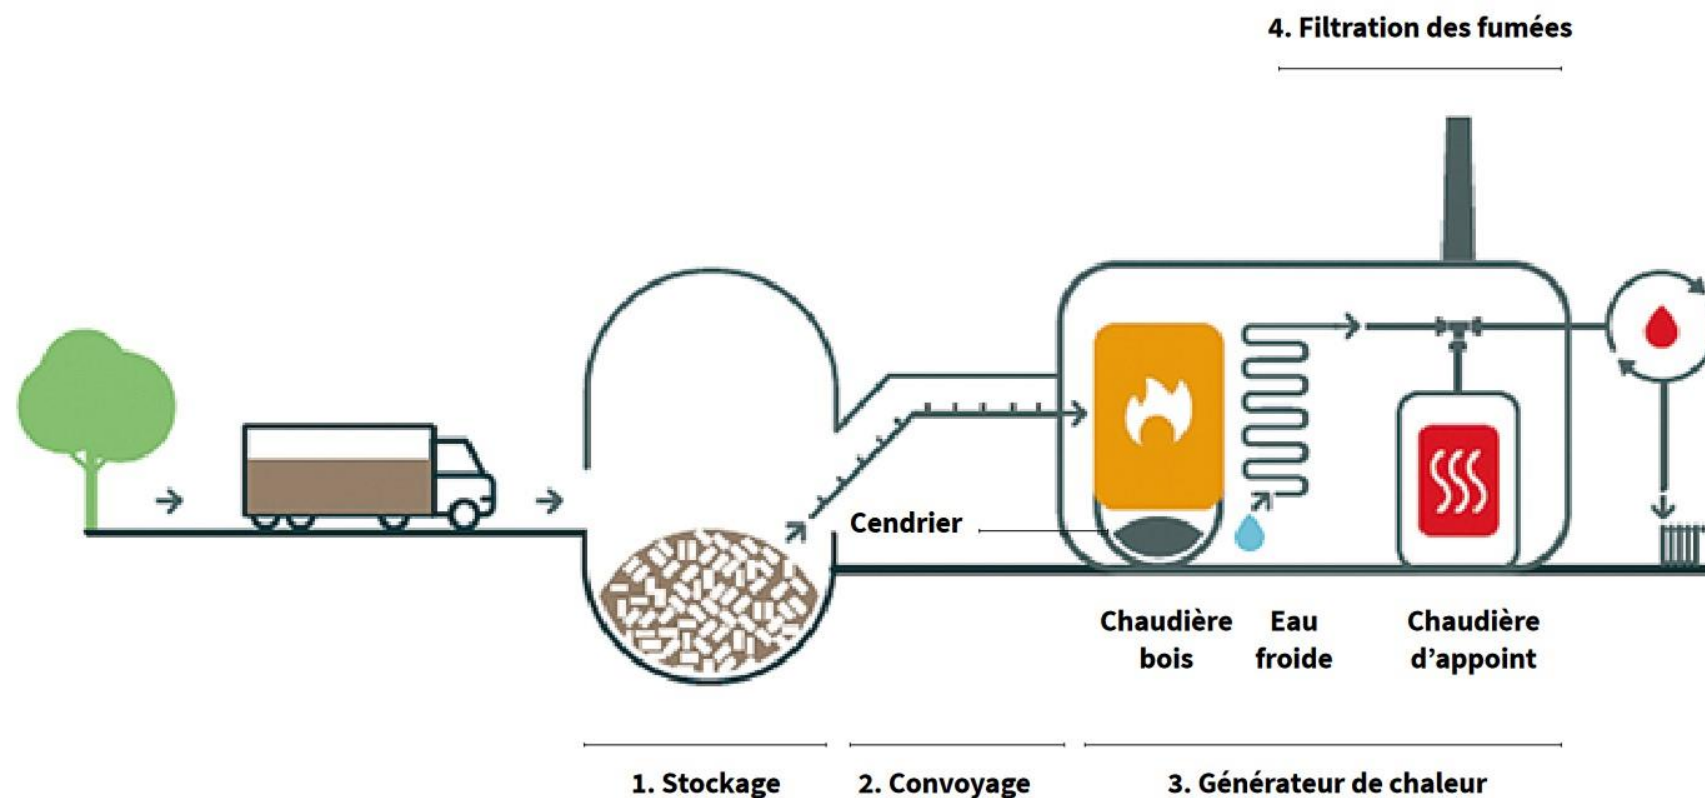 4. Filtration des fumées
Cendrier
Chaudière
bois
Eau
froide
Chaudière
d’appoint
1. Stockage
2. Convoyage
3. Générateur de chaleur